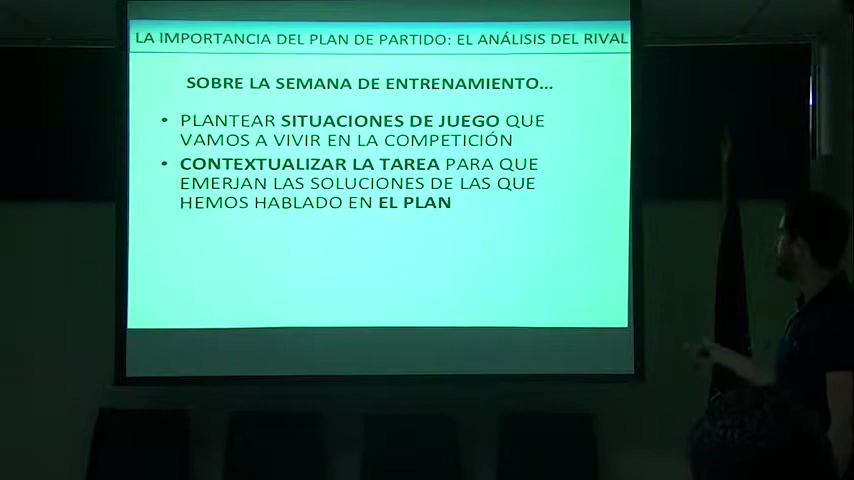 LA IMPORTANCIA DEL PLAN DE PARTIDO: EL ANÁLISIS DEL RIVAL
SOBRE LA SEMANA DE ENTRENAMIENTO...
• PLANTEAR SITUACIONES DE JUEGO QUE
VAMOS A VIVIR EN LA COMPETICIÓN
• CONTEXTUALIZAR LA TAREA PARA QUE
EMERJAN LAS SOLUCIONES DE LAS QUE
HEMOS HABLADO EN EL PLAN